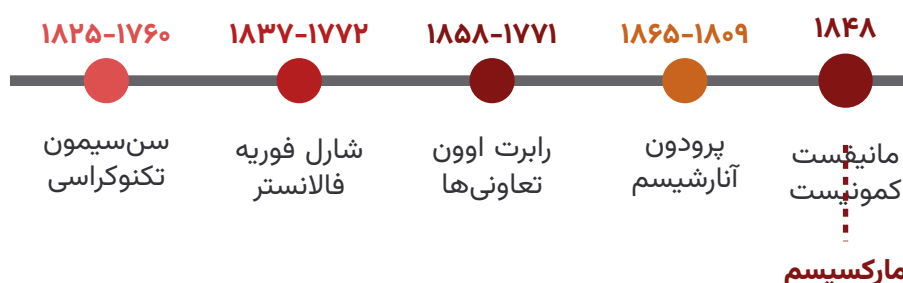 ۱۸۲۵-۱۷۶۰
سن‌سیمون
تکنوکراسی
۱۸۳۷-۱۷۷۲
شارل فوریه
فالانستر
۱۸۵۸-۱۷۷۱
رابرت اوون
تعاونی‌ها
۱۸۶۵-۱۸۰۹
پرودون
آنارشیسم
۱۸۴۸
مانیفست
کمونیست
مارکسیسم